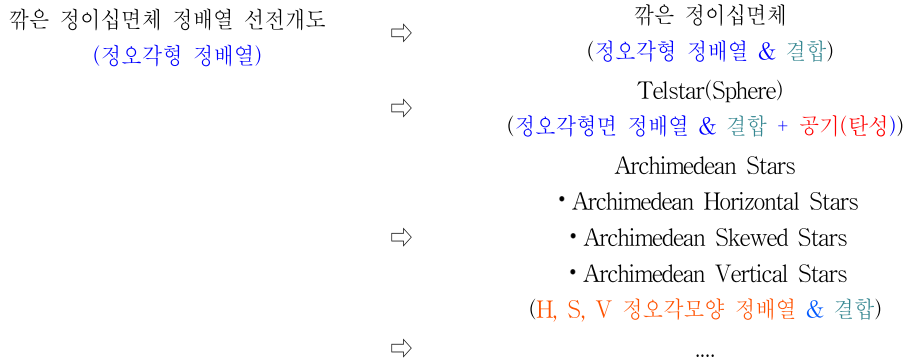 깎은 정이십면체 정배열 선전개도
(정오각형 정배열)
⇨
깎은 정이십면체
(정오각형 정배열 & 결합)
⇨
Telstar(Sphere)
(정오각형면 정배열 & 결합 + 공기(탄성))
Archimedean Stars
• Archimedean Horizontal Stars
⇨
• Archimedean Skewed Stars
• Archimedean Vertical Stars
(H, S, V 정오각모양 정배열 & 결합)
⇨
....